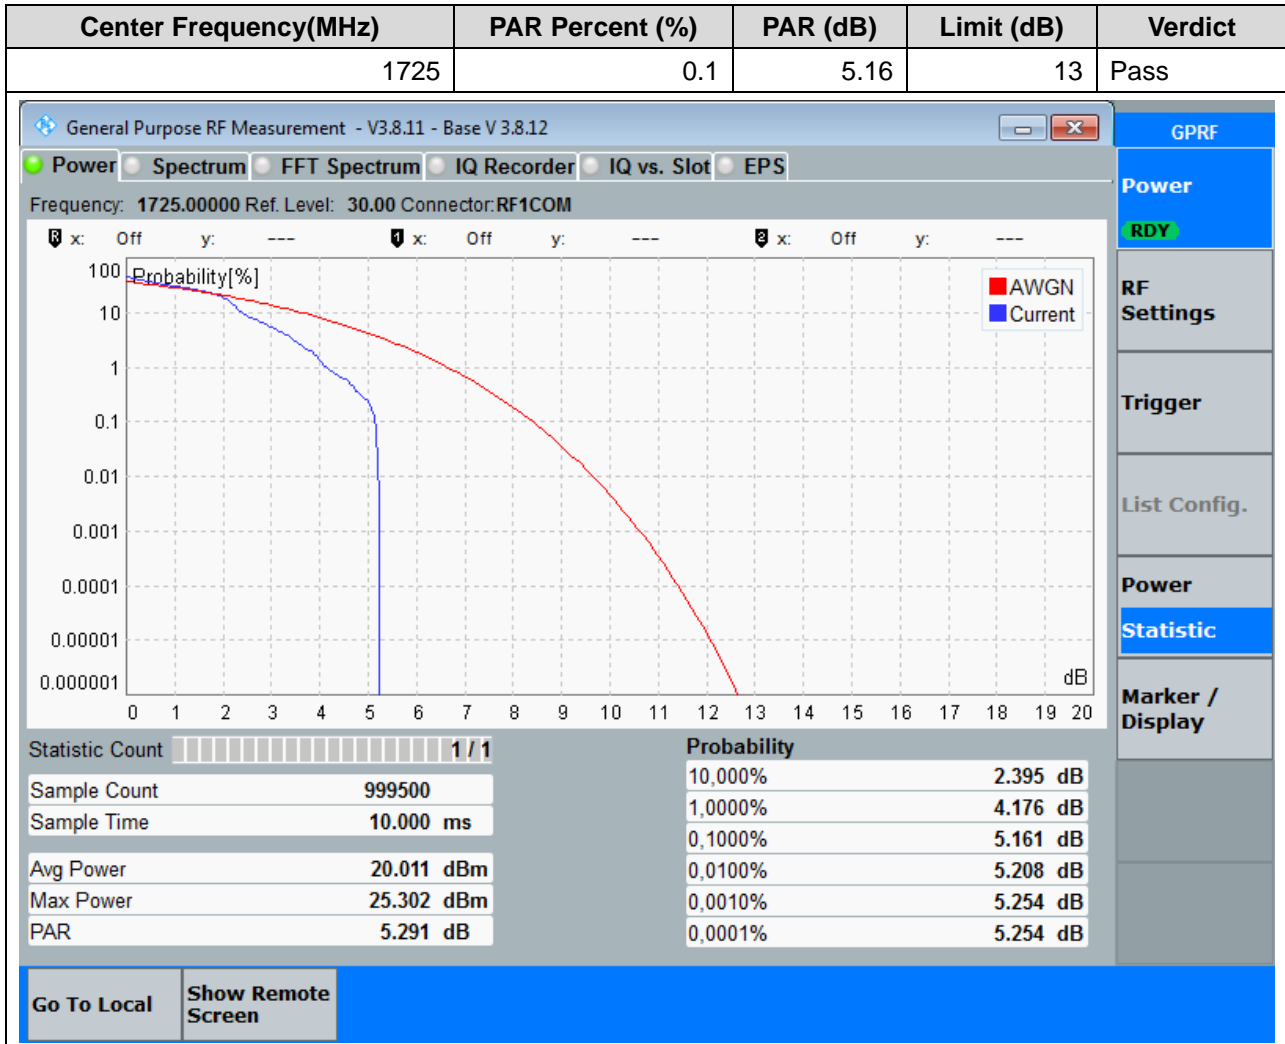 Center Frequency(MHz) PAR Percent (%) PAR (dB) Limit (dB) Verdict
1725 0.1 5.16 13 Pass
General Purpose RF Measurement - V3.8.11 - Base V 3.8.12
GPRF
Power Spectrum FFT Spectrum IQ Recorder IQ vs. Slot EPS
Frequency: 1725.00000 Ref. Level: 30.00 Connector:RF1COM
R x: Off y: --- 1 x: Off y: --- 2 x: Off y: ---
Probability[%]
AWGN
Current
100
10
1
0.1
0.01
0.001
0.0001
0.00001
0.000001
dB
0 1 2 3 4 5 6 7 8 9 10 11 12 13 14 15 16 17 18 19 20
Statistic Count 1 / 1
Sample Count 999500
Sample Time 10.000 ms
Avg Power 20.011 dBm
Max Power 25.302 dBm
PAR 5.291 dB
Probability
10,000% 2.395 dB
1,0000% 4.176 dB
0,1000% 5.161 dB
0,0100% 5.208 dB
0,0010% 5.254 dB
0,0001% 5.254 dB
Power
RDY
RF
Settings
Trigger
List Config.
Power
Statistic
Marker /
Display
Go To Local
Show Remote
Screen